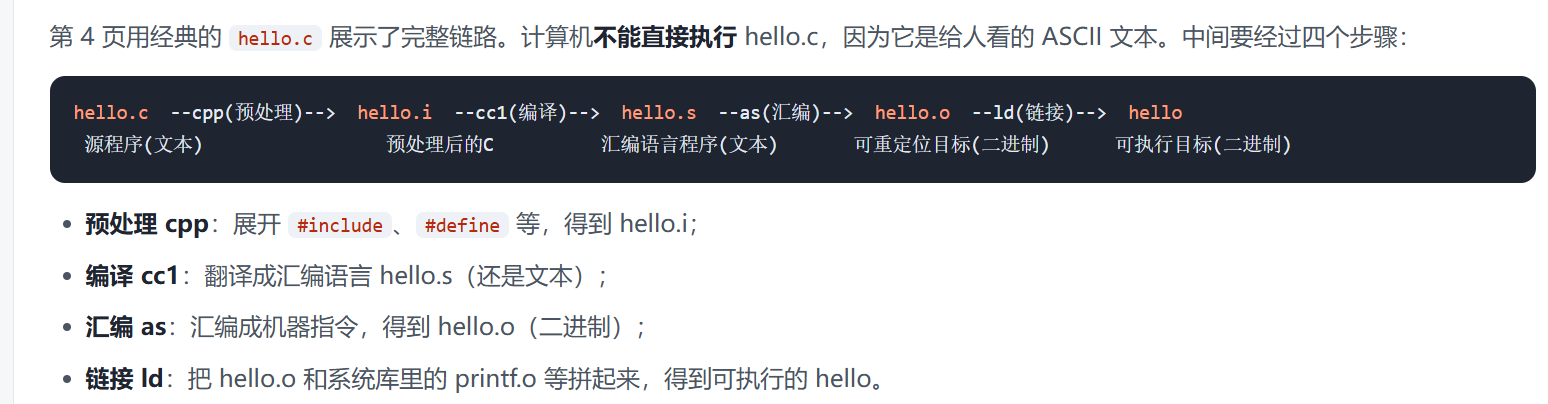 第 4 页用经典的 hello.c 展示了完整链路。计算机不能直接执行 hello.c，因为它是给人看的 ASCII 文本。中间要经过四个步骤：
hello.c --cpp(预处理)--> hello.i --cc1(编译)--> hello.s --as(汇编)--> hello.o --ld(链接)--> hello
源程序(文本) 预处理后的C 汇编语言程序(文本) 可重定位目标(二进制) 可执行目标(二进制)
• 预处理 cpp：展开 #include、#define 等，得到 hello.i；
• 编译 cc1：翻译成汇编语言 hello.s（还是文本）；
• 汇编 as：汇编成机器指令，得到 hello.o（二进制）；
• 链接 ld：把 hello.o 和系统库里的 printf.o 等拼起来，得到可执行的 hello。